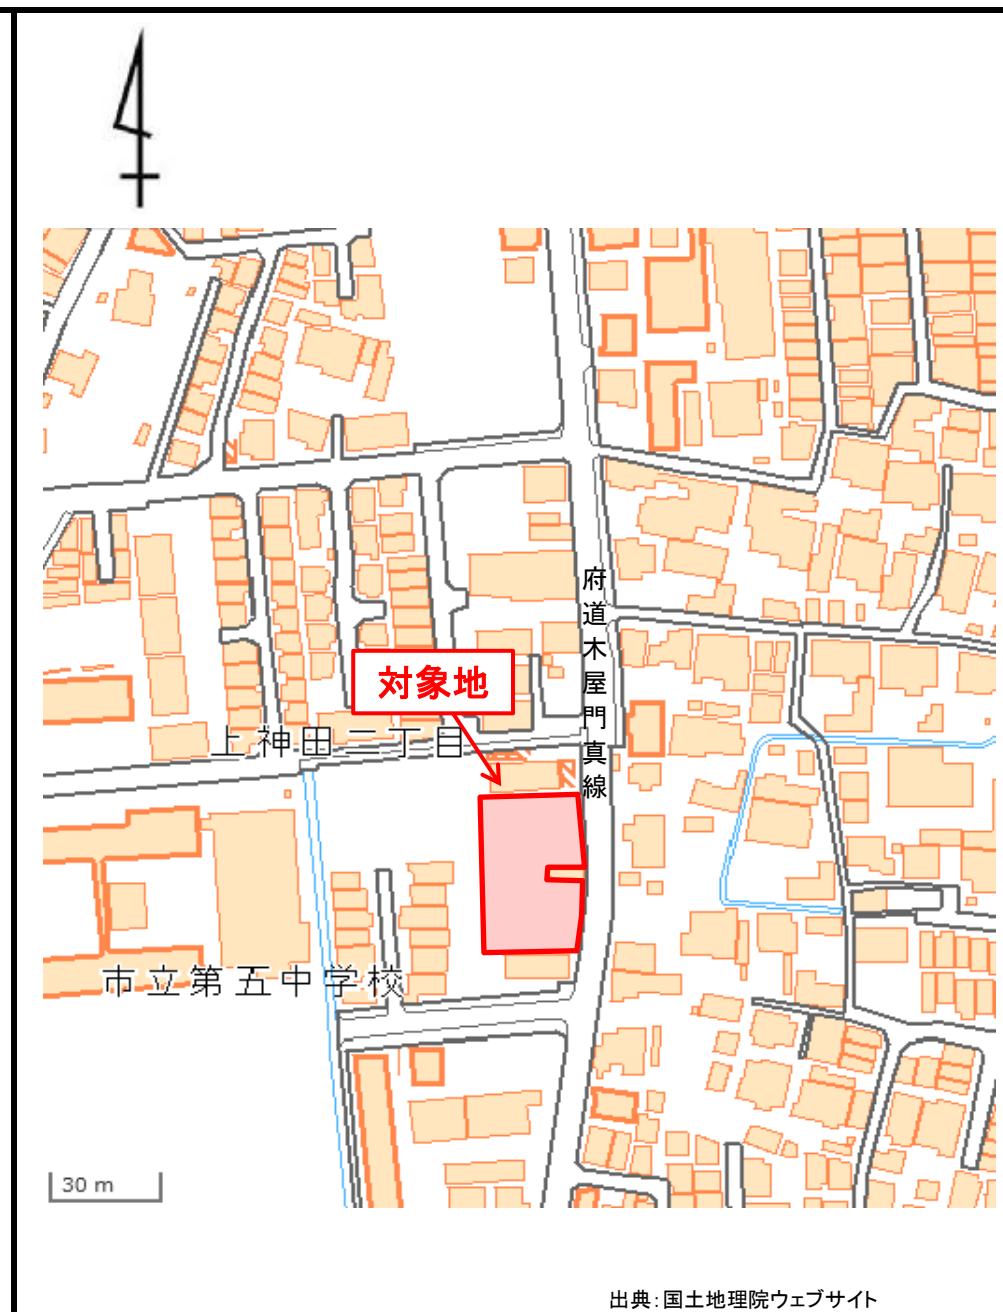 府道木屋門真線
対象地
上神田二丁目
市立第五中学校
30 m
出典：国土地理院ウェブサイト